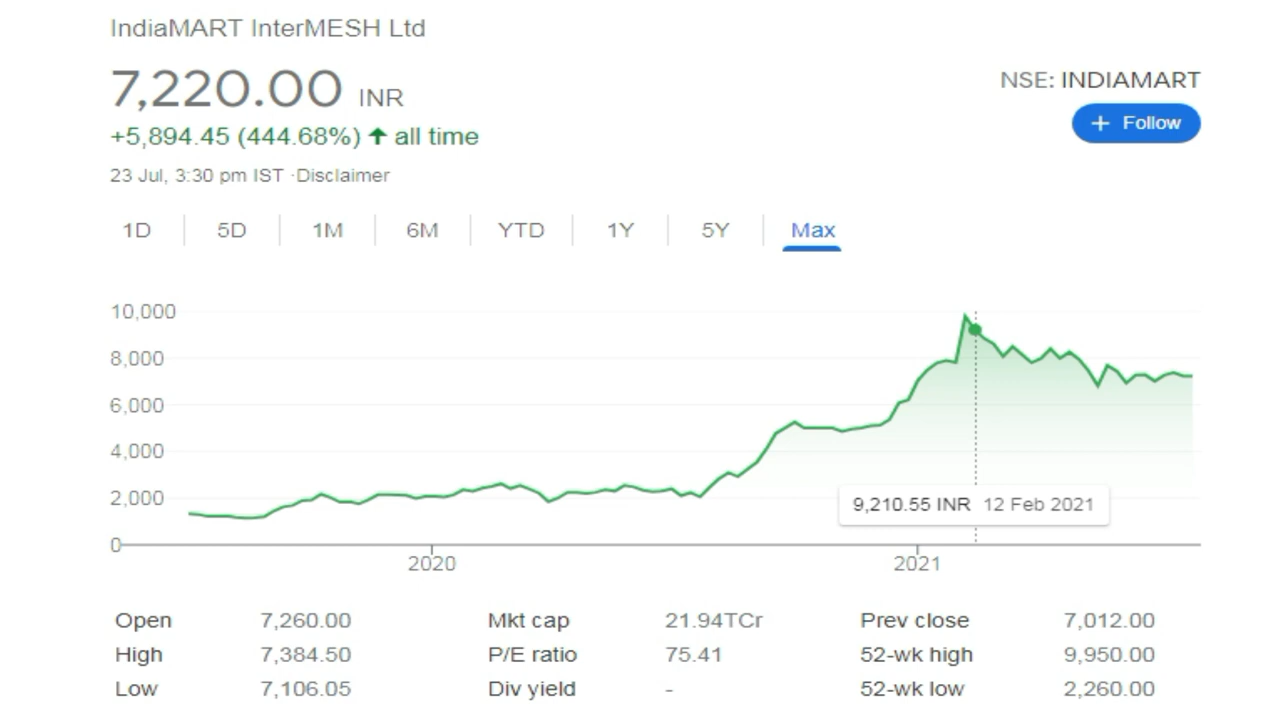 IndiaMART InterMESH Ltd
7,220.00 INR
NSE: INDIAMART
+ Follow
+5,894.45 (444.68%) ↑ all time
23 Jul, 3:30 pm IST ·Disclaimer
1D 5D 1M 6M YTD 1Y 5Y Max
10,000
8,000
6,000
4,000
2,000
0
9,210.55 INR 12 Feb 2021
2020 2021
Open 7,260.00 Mkt cap 21.94TCr Prev close 7,012.00
High 7,384.50 P/E ratio 75.41 52-wk high 9,950.00
Low 7,106.05 Div yield - 52-wk low 2,260.00